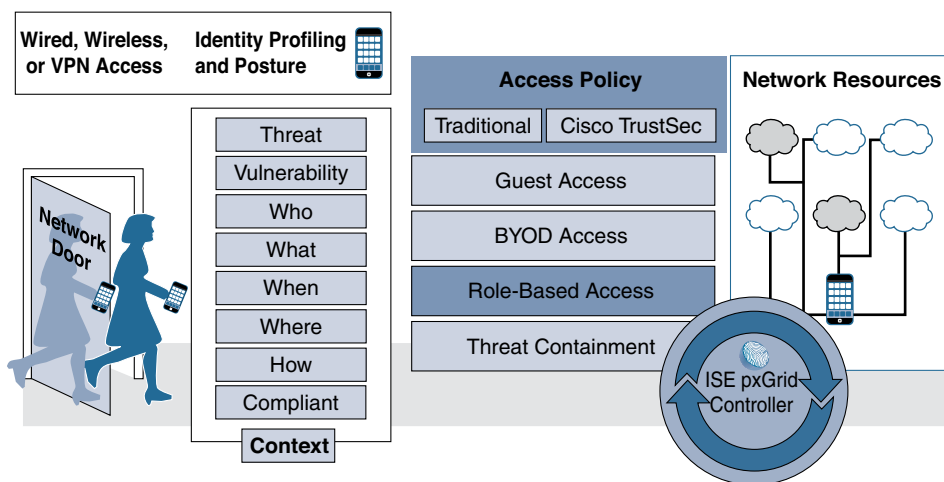 Wired, Wireless,
or VPN Access
Identity Profiling
and Posture
Network
Door
Threat
Vulnerability
Who
What
When
Where
How
Compliant
Context
Access Policy
Traditional
Cisco TrustSec
Guest Access
BYOD Access
Role-Based Access
Threat Containment
Network Resources
ISE pxGrid
Controller